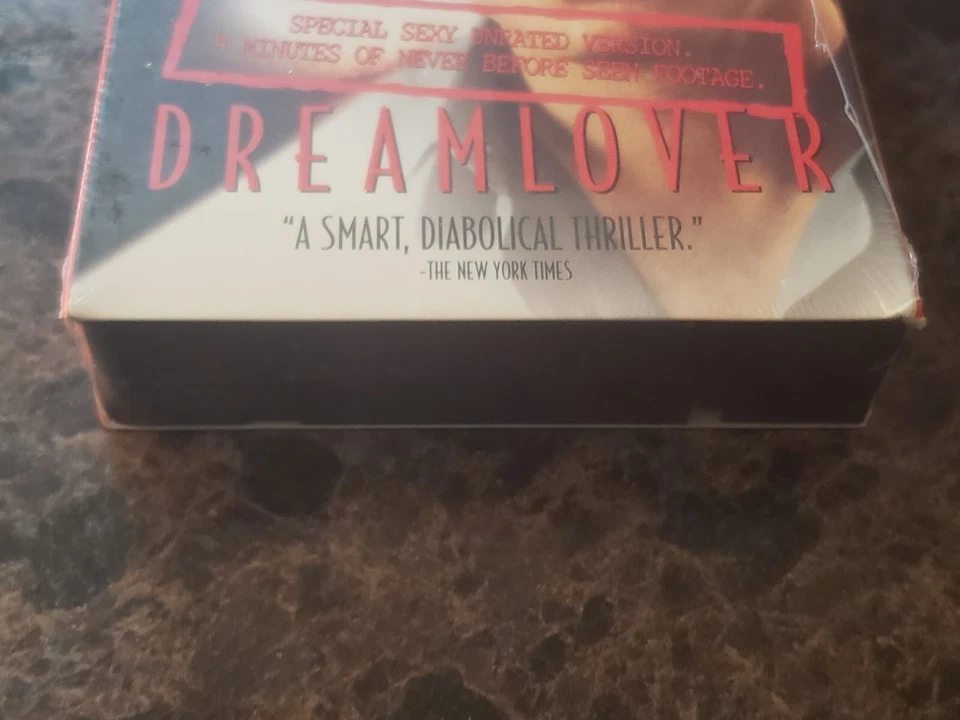 SPECIAL SEXY UNRATED VERSION.
MINUTES OF NEVER BEFORE SEEN FOOTAGE.
DREAMLOVER
"A SMART, DIABOLICAL THRILLER."
-THE NEW YORK TIMES